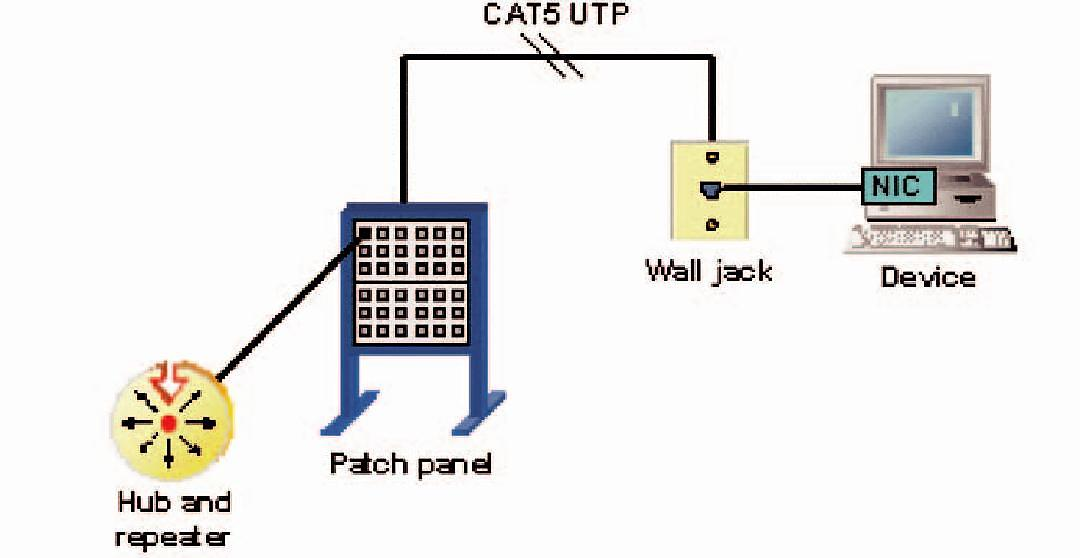 CAT5 UTP
NIC
Wall jack
Device
Patch panel
Hub and
repeater